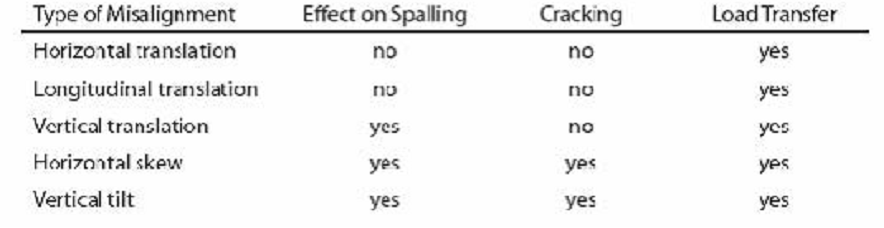 Type of Misalignment Effect on Spalling Cracking Load Transfer
Horizontal translation no no yes
Longitudinal translation no no yes
Vertical translation yes no yes
Horizontal skew yes yes yes
Vertical tilt yes yes yes